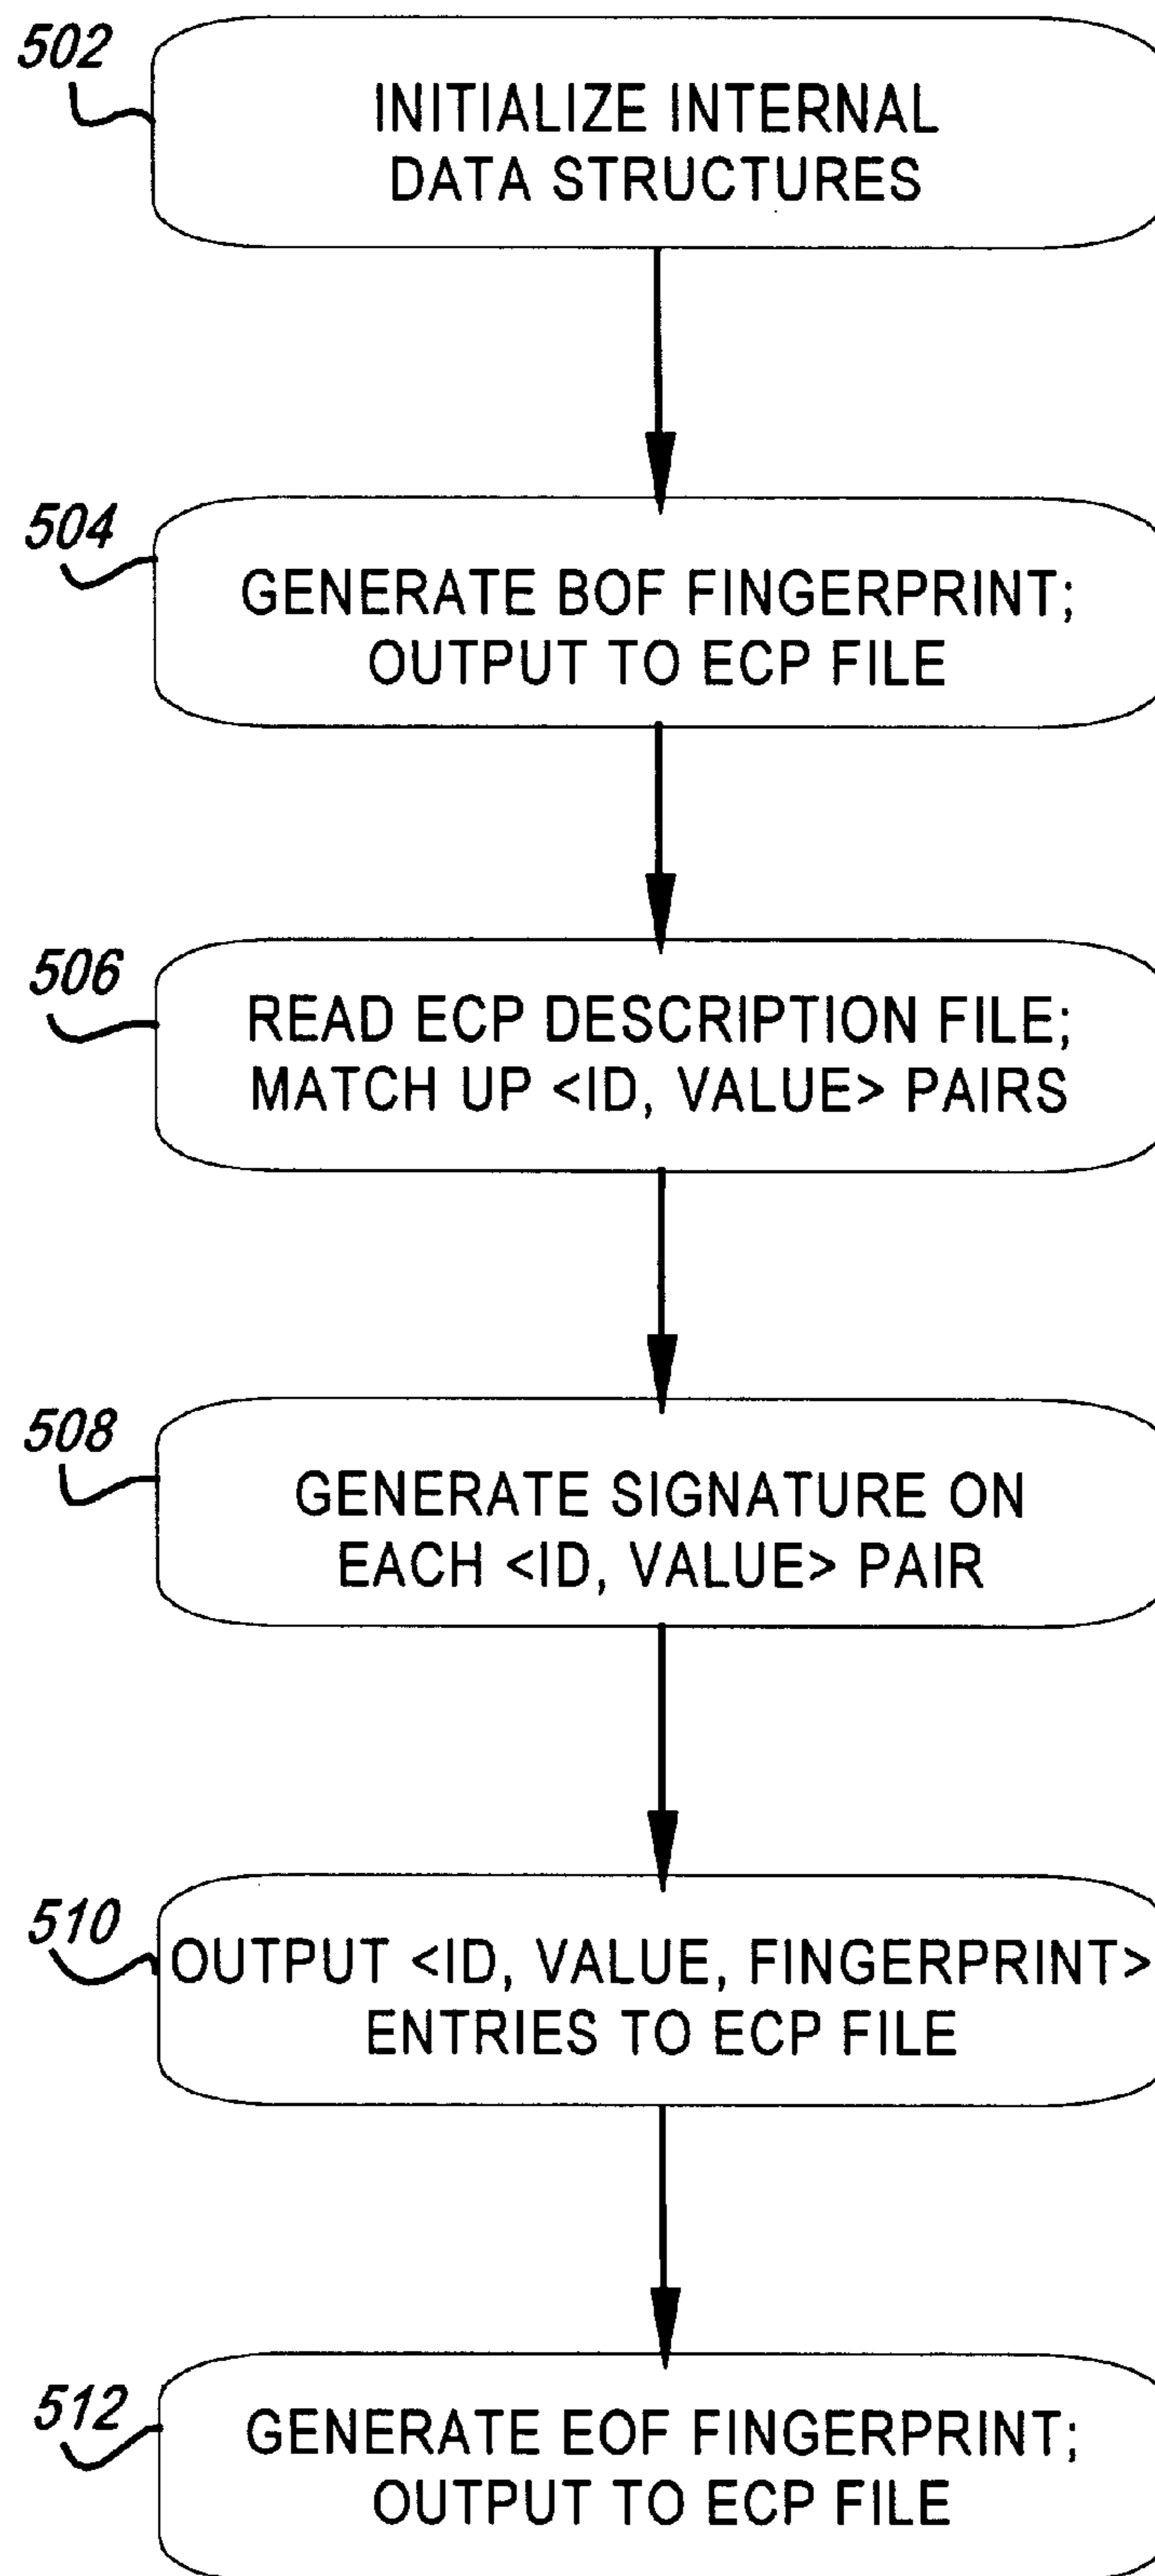 502
INITIALIZE INTERNAL
DATA STRUCTURES
504
GENERATE BOF FINGERPRINT;
OUTPUT TO ECP FILE
506
READ ECP DESCRIPTION FILE;
MATCH UP <ID, VALUE> PAIRS
508
GENERATE SIGNATURE ON
EACH <ID, VALUE> PAIR
510
OUTPUT <ID, VALUE, FINGERPRINT>
ENTRIES TO ECP FILE
512
GENERATE EOF FINGERPRINT;
OUTPUT TO ECP FILE